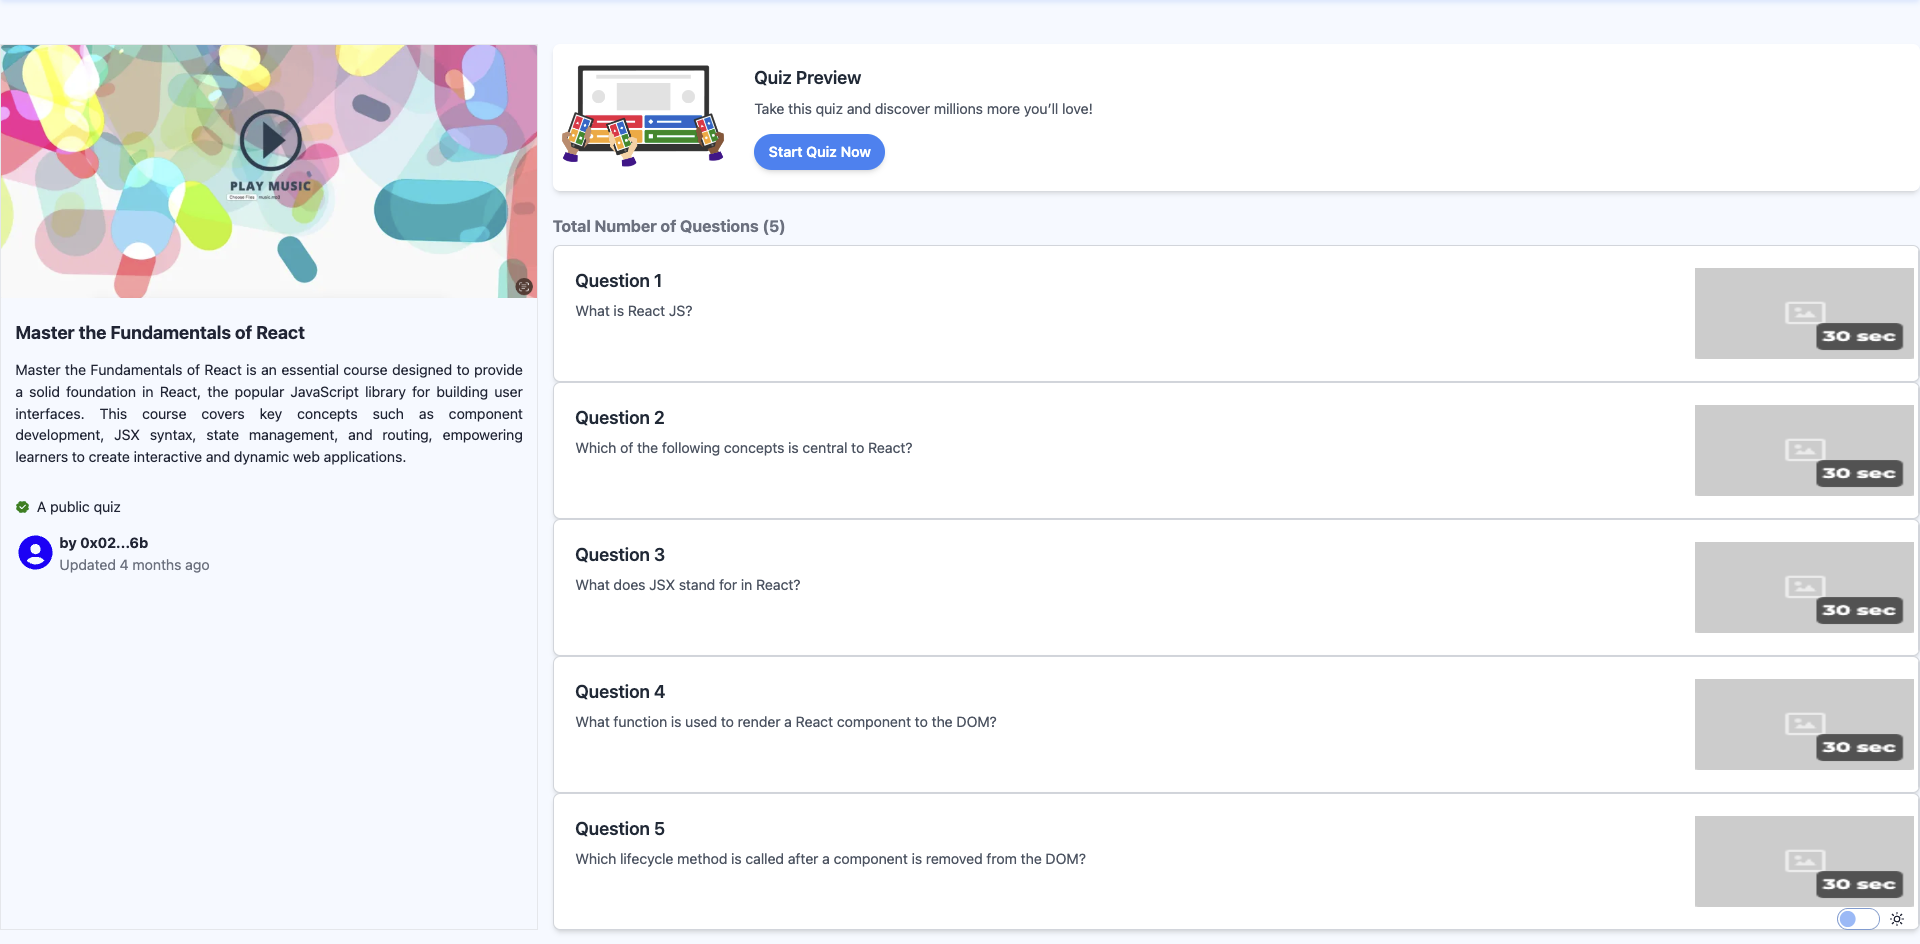 PLAY MUSIC
Choose Files music.mp3
Master the Fundamentals of React
Master the Fundamentals of React is an essential course designed to provide
a solid foundation in React, the popular JavaScript library for building user
interfaces. This course covers key concepts such as component
development, JSX syntax, state management, and routing, empowering
learners to create interactive and dynamic web applications.
A public quiz
by 0x02...6b
Updated 4 months ago
Quiz Preview
Take this quiz and discover millions more you’ll love!
Start Quiz Now
Total Number of Questions (5)
Question 1
What is React JS?
30 sec
Question 2
Which of the following concepts is central to React?
30 sec
Question 3
What does JSX stand for in React?
30 sec
Question 4
What function is used to render a React component to the DOM?
30 sec
Question 5
Which lifecycle method is called after a component is removed from the DOM?
30 sec